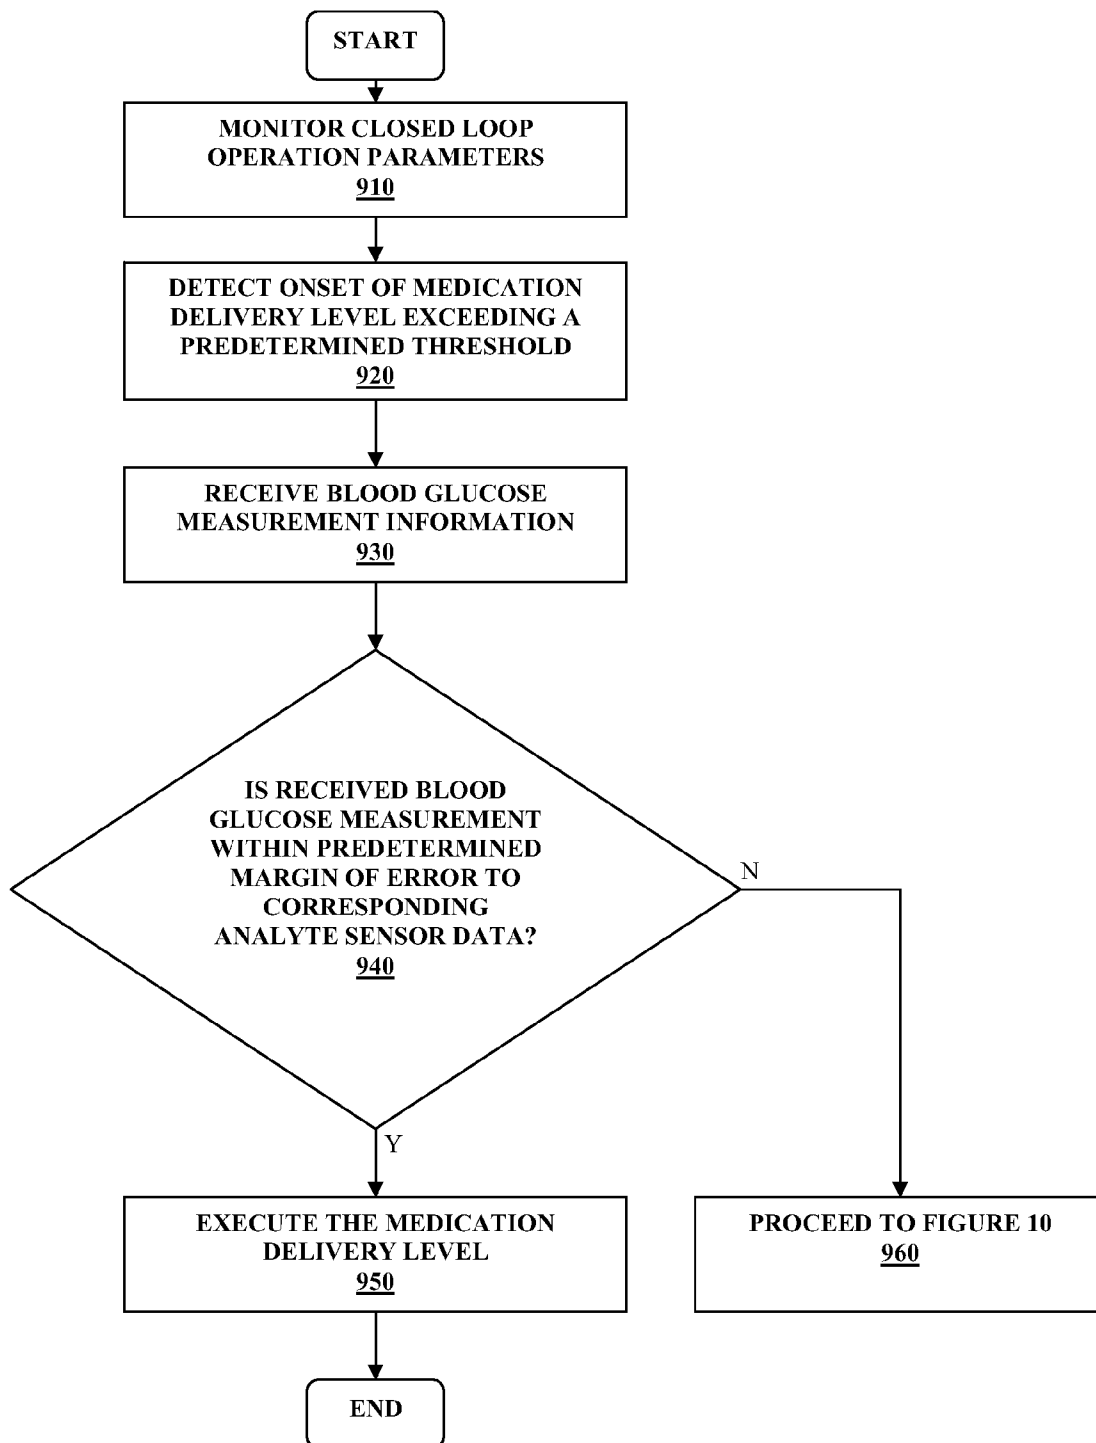 START
MONITOR CLOSED LOOP
OPERATION PARAMETERS
910
DETECT ONSET OF MEDICATION
DELIVERY LEVEL EXCEEDING A
PREDETERMINED THRESHOLD
920
RECEIVE BLOOD GLUCOSE
MEASUREMENT INFORMATION
930
IS RECEIVED BLOOD
GLUCOSE MEASUREMENT
WITHIN PREDETERMINED
MARGIN OF ERROR TO
CORRESPONDING
ANALYTE SENSOR DATA?
940
N
Y
EXECUTE THE MEDICATION
DELIVERY LEVEL
950
PROCEED TO FIGURE 10
960
END